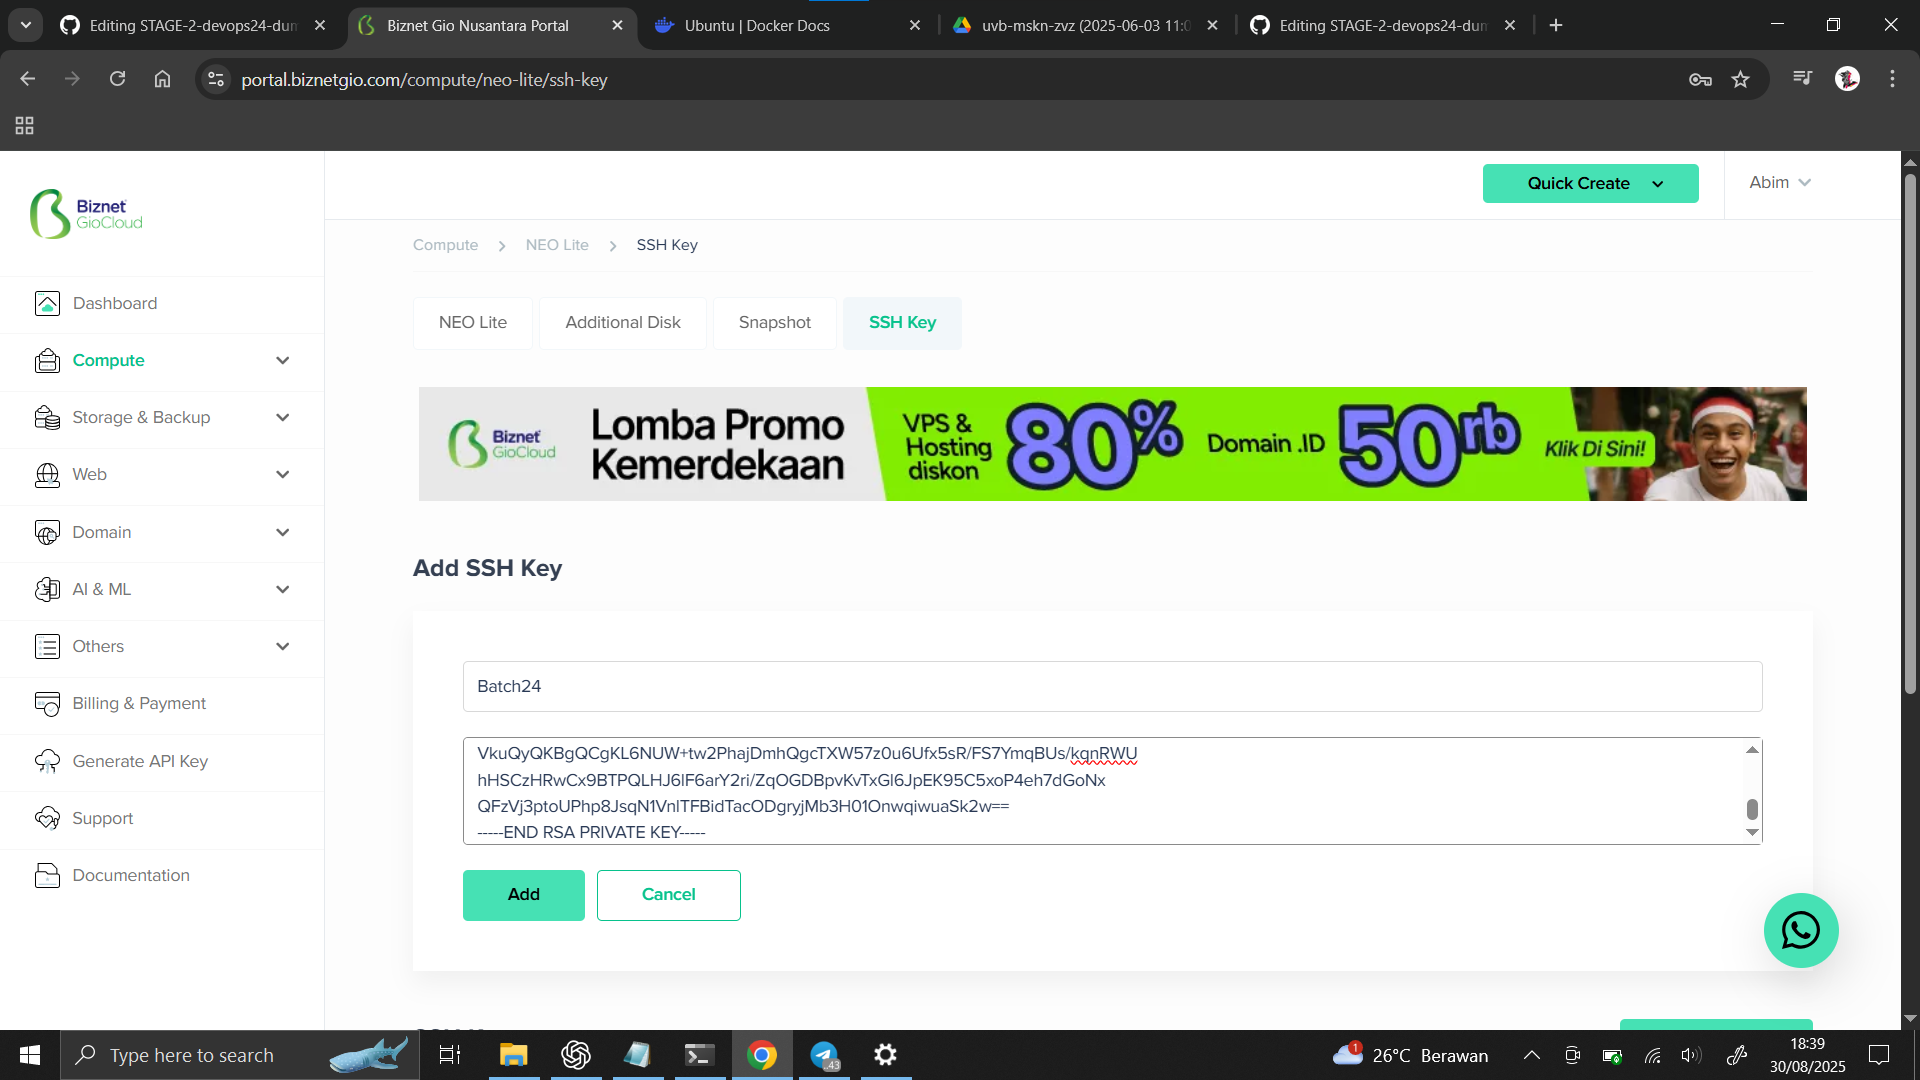 Editing STAGE-2-devops24-dum
Biznet Gio Nusantara Portal
Ubuntu | Docker Docs
uvb-mskn-zvz (2025-06-03 11:0
Editing STAGE-2-devops24-dum
portal.biznetgio.com/compute/neo-lite/ssh-key
Biznet
GioCloud
Quick Create
Abim
Compute
NEO Lite
SSH Key
Dashboard
Compute
Storage & Backup
Web
Domain
AI & ML
Others
Billing & Payment
Generate API Key
Support
Documentation
NEO Lite
Additional Disk
Snapshot
SSH Key
Biznet
GioCloud
Lomba Promo
Kemerdekaan
VPS &
Hosting
diskon
80%
Domain .ID
50rb
Klik Di Sini!
Add SSH Key
Batch24
VkuQyQKBgQCgKL6NUW+tw2PhajDmhQgcTXW57z0u6Ufx5sR/FS7YmqBUs/kqnRWU
hHSCzHRwCx9BTPQLHJ6lF6arY2ri/ZqOGDBpvKvTxGl6JpEK95C5xoP4eh7dGoNx
QFzVj3ptoUPhp8JsqN1VnlTFBidTacODgryjMb3H01OnwqiwuaSk2w==
-----END RSA PRIVATE KEY-----
Add
Cancel
Type here to search
43
1
26°C Berawan
18:39
30/08/2025